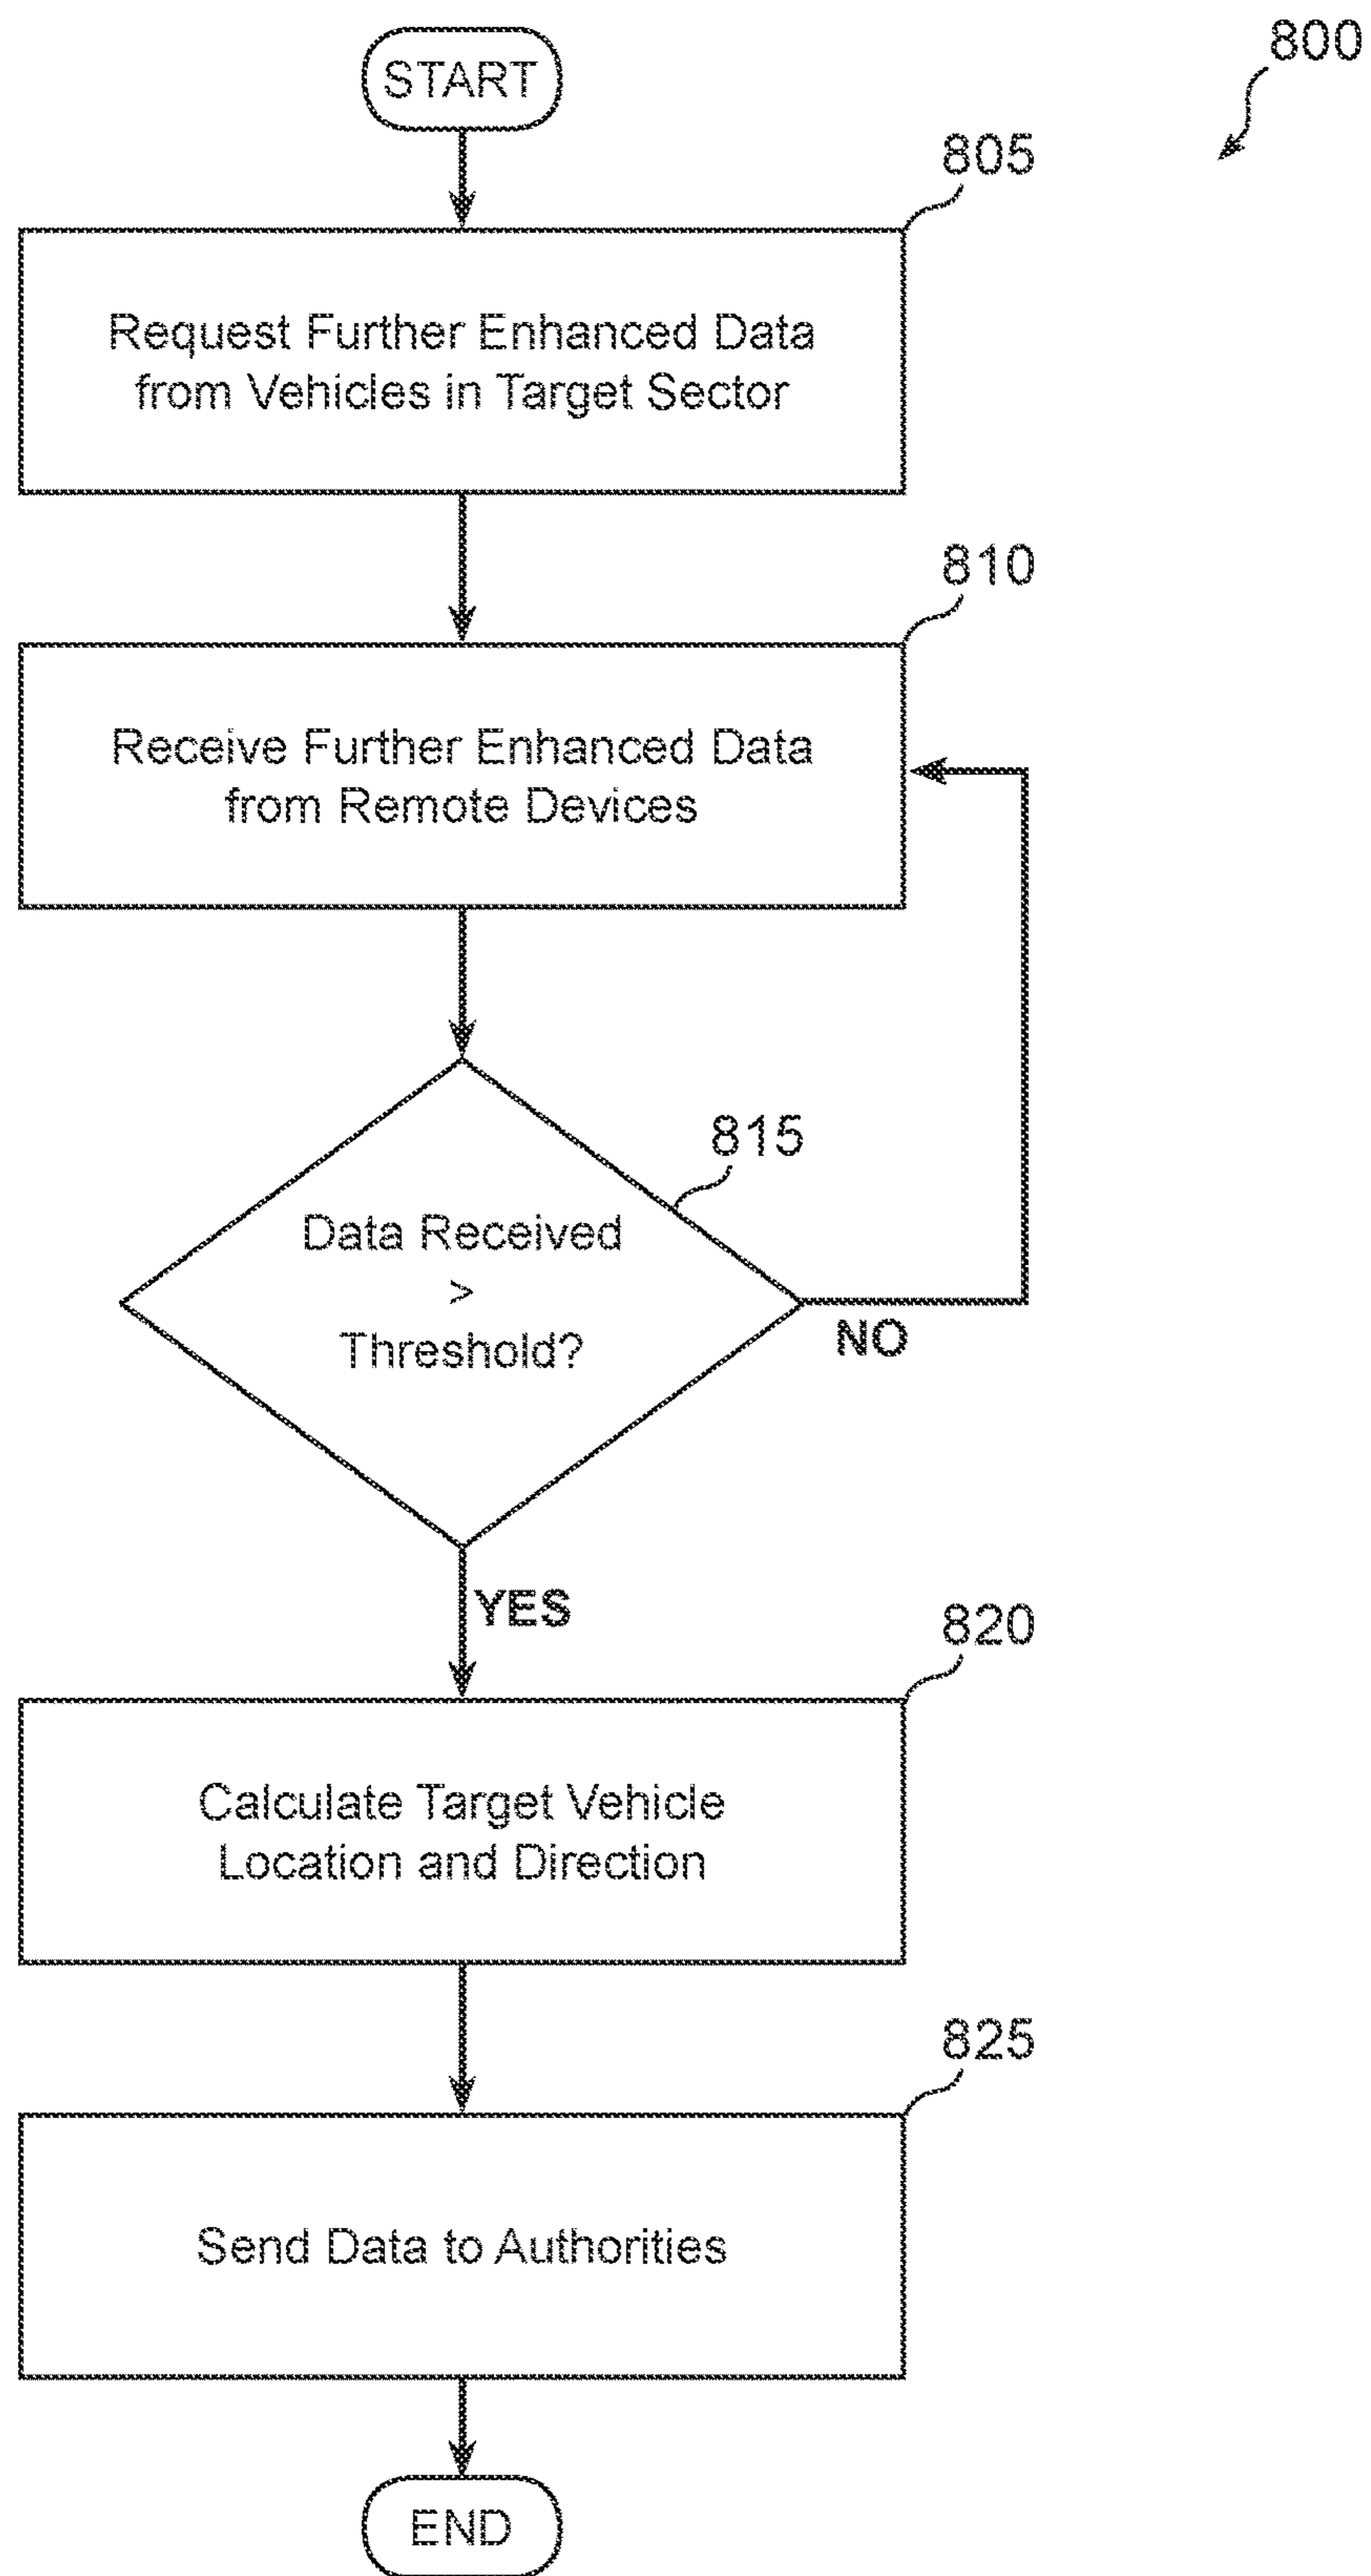 START
800
805
Request Further Enhanced Data
from Vehicles in Target Sector
810
Receive Further Enhanced Data
from Remote Devices
815
Data Received
>
Threshold?
NO
YES
820
Calculate Target Vehicle
Location and Direction
825
Send Data to Authorities
END